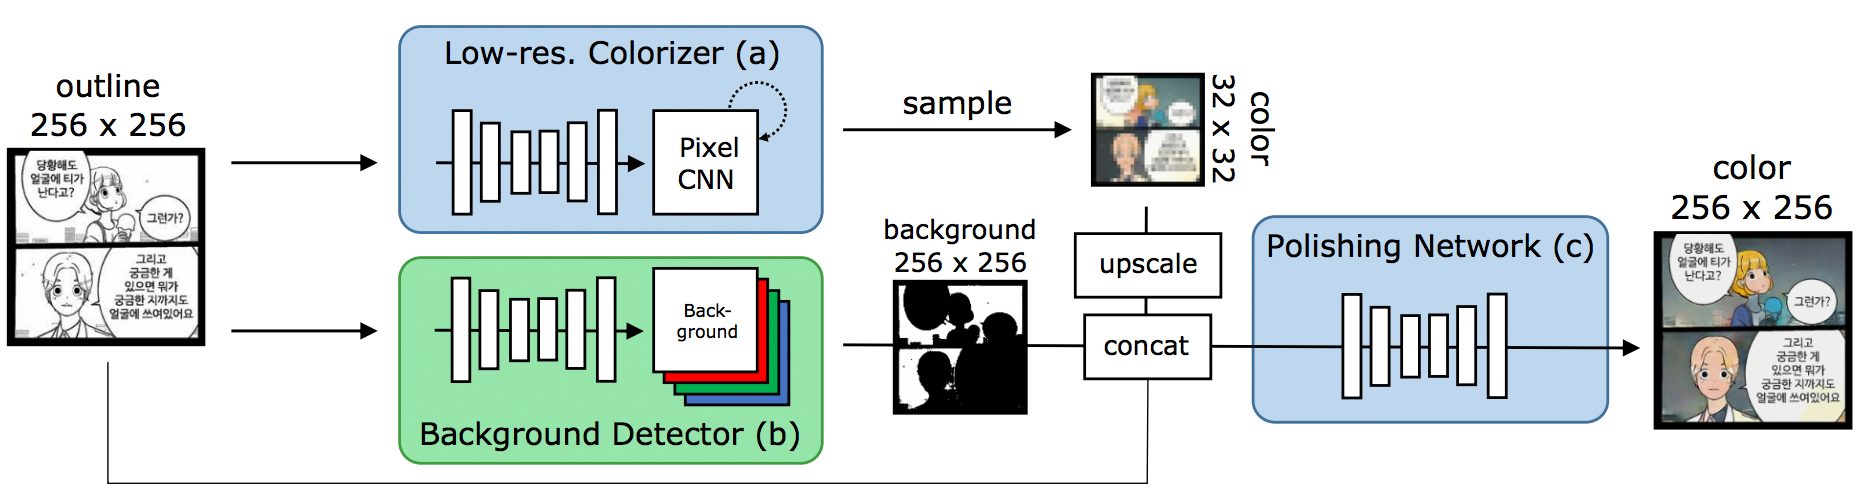 outline
256 x 256
당황해도
얼굴에 티가
난다고?
그런가?
그리고
궁금한 게
있으면 뭐가
궁금한 지까지도
얼굴에 쓰여있어요
Low-res. Colorizer (a)
Pixel
CNN
Back-
ground
Background Detector (b)
sample
color
32 x 32
background
256 x 256
upscale
concat
Polishing Network (c)
color
256 x 256
당황해도
얼굴에 티가
난다고?
그런가?
그리고
궁금한 게
있으면 뭐가
궁금한 지까지도
얼굴에 쓰여있어요